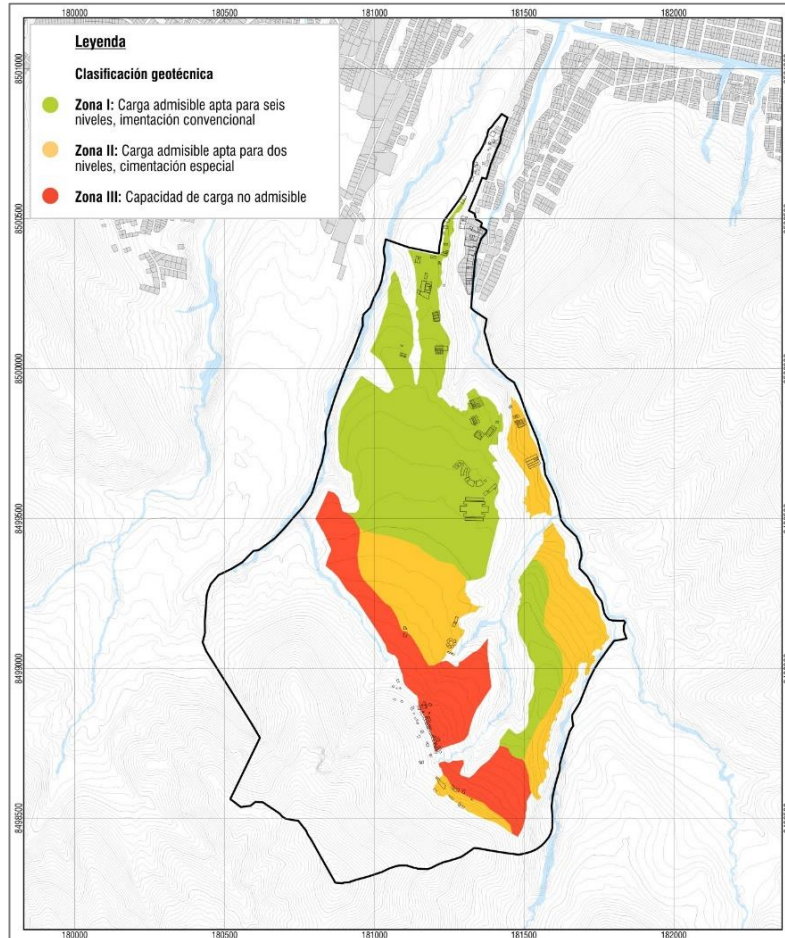 180000 180500 181000 181500 182000
Leyenda
Clasificación geotécnica
Zona I: Carga admisible apta para seis
niveles, imentación convencional
Zona II: Carga admisible apta para dos
niveles, cimentación especial
Zona III: Capacidad de carga no admisible
8501000
8500500
8500000
8499500
8499000
8498500
180000 180500 181000 181500 182000